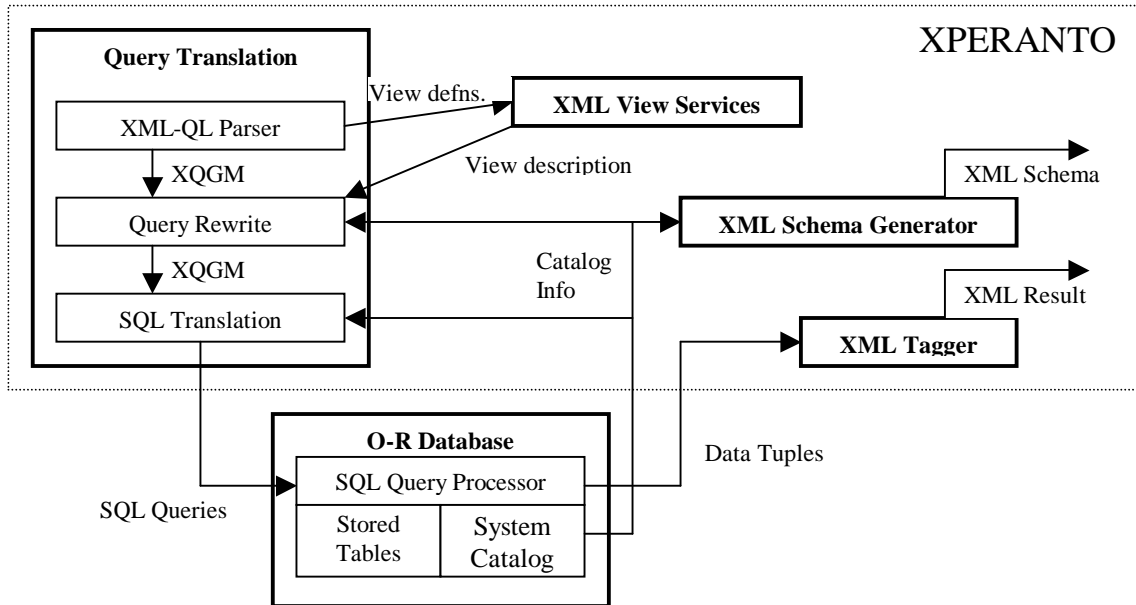 XPERANTO
Query Translation
View defns.
XML View Services
XML-QL Parser
XQGM
View description
XML Schema
Query Rewrite
XML Schema Generator
XQGM
Catalog
Info
XML Result
SQL Translation
XML Tagger
O-R Database
Data Tuples
SQL Query Processor
SQL Queries
Stored
Tables
System
Catalog